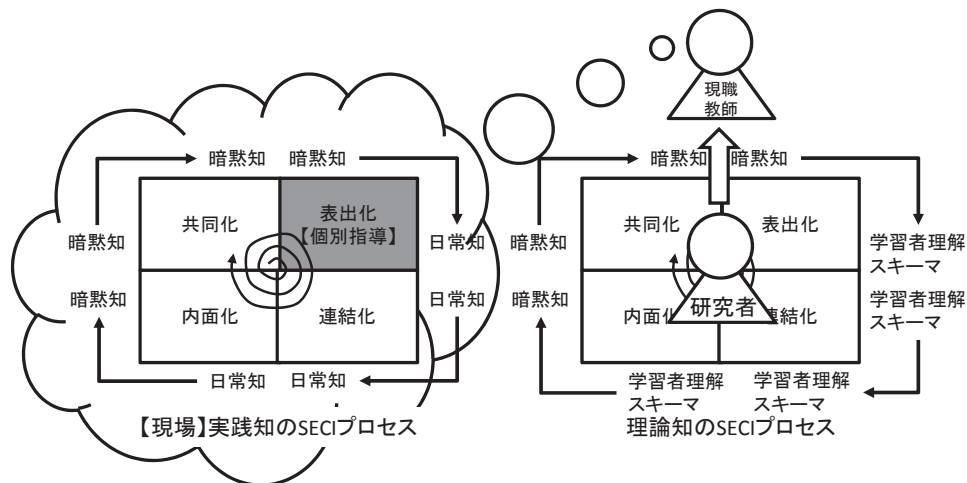 現職
教師
暗黙知　暗黙知
共同化
表出化
【個別指導】
暗黙知
日常知
暗黙知
日常知
内面化
連結化
日常知　日常知
【現場】実践知のSECIプロセス
暗黙知　暗黙知
共同化
表出化
暗黙知
学習者理解
スキーマ
暗黙知
学習者理解
スキーマ
内面化
研究者
連結化
学習者理解
スキーマ
学習者理解
スキーマ
理論知のSECIプロセス